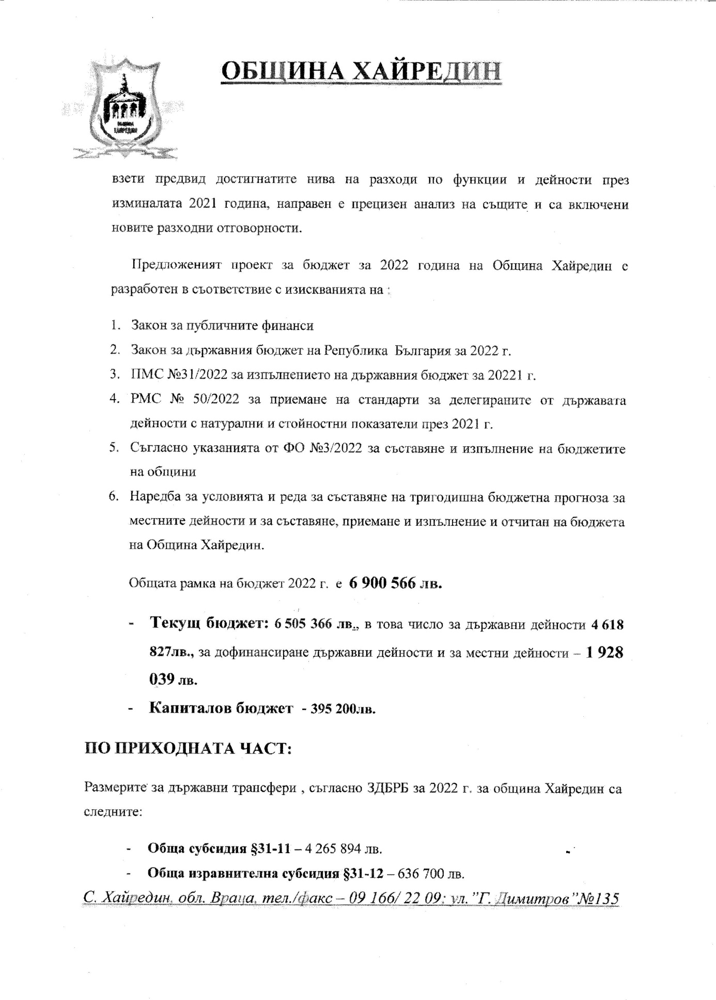 ОБЩИНА ХАЙРЕДИН
ОБЩИНА
ХАЙРЕДИН
взети предвид достигнатите нива на разходи по функции и дейности през
изминалата 2021 година, направен е прецизен анализ на същите и са включени
новите разходни отговорности.
Предложеният проект за бюджет за 2022 година на Община Хайредин е
разработен в съответствие с изискванията на :
1. Закон за публичните финанси
2. Закон за държавния бюджет на Република България за 2022 г.
3. ПМС №31/2022 за изпълнението на държавния бюджет за 20221 г.
4. РМС № 50/2022 за приемане на стандарти за делегираните от държавата
дейности с натурални и стойностни показатели през 2021 г.
5. Съгласно указанията от ФО №3/2022 за съставяне и изпълнение на бюджетите
на общини
6. Наредба за условията и реда за съставяне на тригодишна бюджетна прогноза за
местните дейности и за съставяне, приемане и изпълнение и отчитан на бюджета
на Община Хайредин.
Общата рамка на бюджет 2022 г. е 6 900 566 лв.
- Текущ бюджет: 6 505 366 лв., в това число за държавни дейности 4 618
827лв., за дофинансиране държавни дейности и за местни дейности – 1 928
039 лв.
- Капиталов бюджет - 395 200лв.
ПО ПРИХОДНАТА ЧАСТ:
Размерите за държавни трансфери , съгласно ЗДБРБ за 2022 г. за община Хайредин са
следните:
- Обща субсидия §31-11 – 4 265 894 лв.
- Обща изравнителна субсидия §31-12 – 636 700 лв.
С. Хайредин, обл. Враца, тел./факс – 09 166/ 22 09; ул. ”Г. Димитров”№135